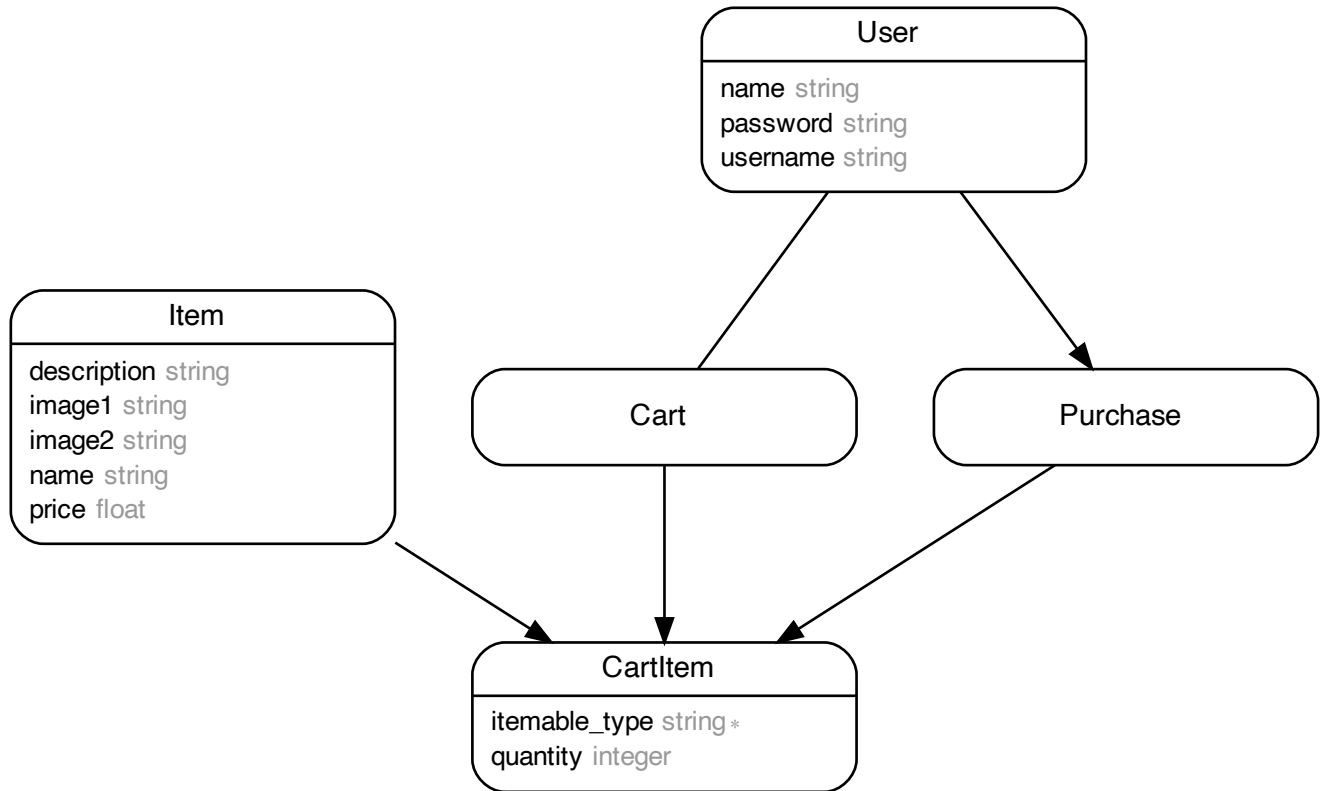 User
name string
password string
username string
Item
description string
image1 string
image2 string
name string
price float
Cart
Purchase
CartItem
itemable_type string *
quantity integer